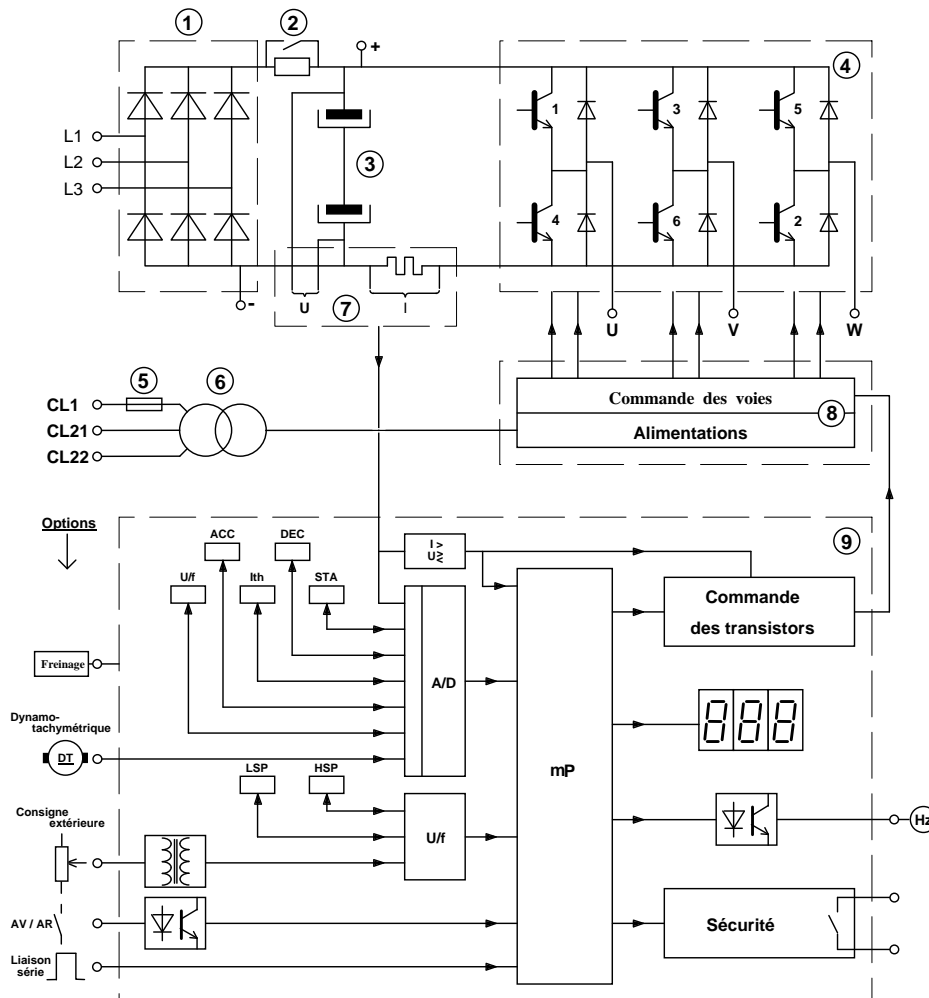 1
2
+
4
L1
L2
L3
3
1
3
5
4
6
2
-
U
I
7
U
V
W
5
6
CL1
CL21
CL22
Commande des voies
8
Alimentations
Options
9
ACC
DEC
I >
U ><
U/f
Ith
STA
Commande
des transistors
Freinage
A/D
Dynamo-
tachymétrique
DT
888
mP
LSP
HSP
Consigne
extérieure
U/f
Hz
AV / AR
Sécurité
Liaison
série